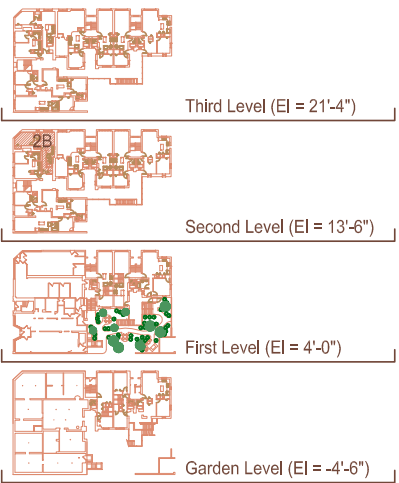 Third Level (El = 21'-4")
2B
Second Level (El = 13'-6")
First Level (El = 4'-0")
Garden Level (El = -4'-6")